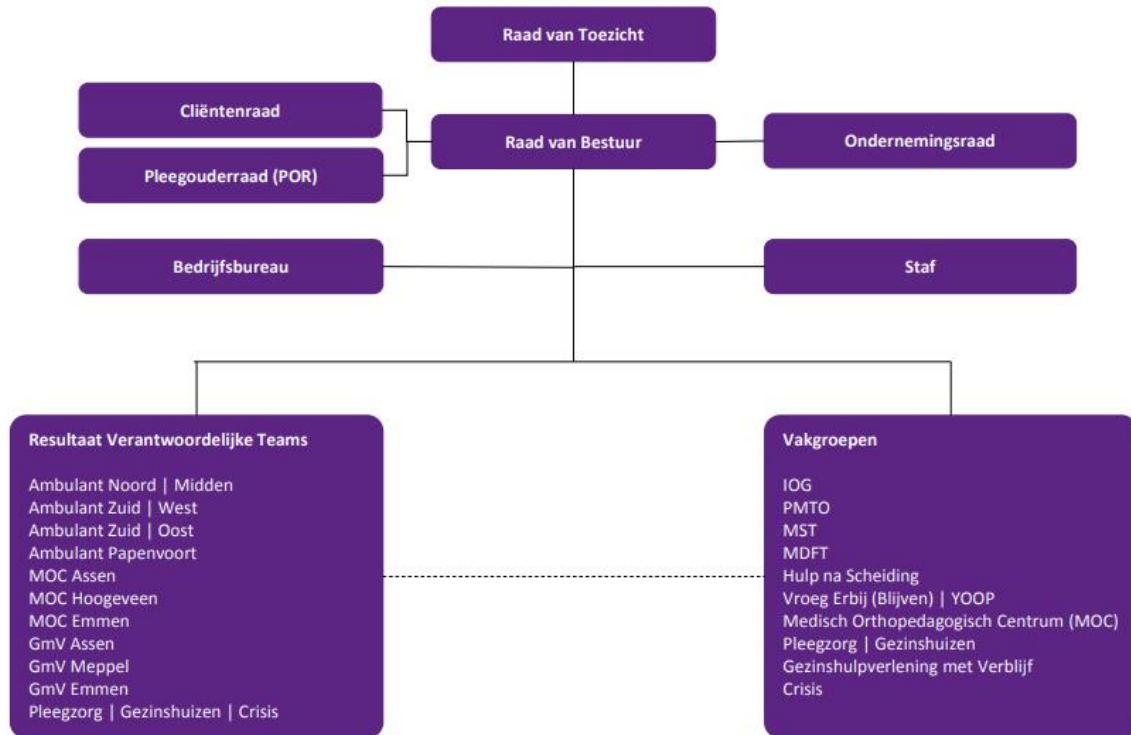 Raad van Toezicht
Cliëntenraad
Raad van Bestuur
Ondernemingsraad
Pleegouderraad (POR)
Bedrijfsbureau
Staf
Resultaat Verantwoordelijke Teams
Ambulant Noord | Midden
Ambulant Zuid | West
Ambulant Zuid | Oost
Ambulant Papenvoort
MOC Assen
MOC Hoogeveen
MOC Emmen
GmV Assen
GmV Meppel
GmV Emmen
Pleegzorg | Gezinshuizen | Crisis
Vakgroepen
IOG
PMTO
MST
MDFT
Hulp na Scheiding
Vroeg Erbij (Blijven) | YOOP
Medisch Orthopedagogisch Centrum (MOC)
Pleegzorg | Gezinshuizen
Gezinshulpverlening met Verblijf
Crisis